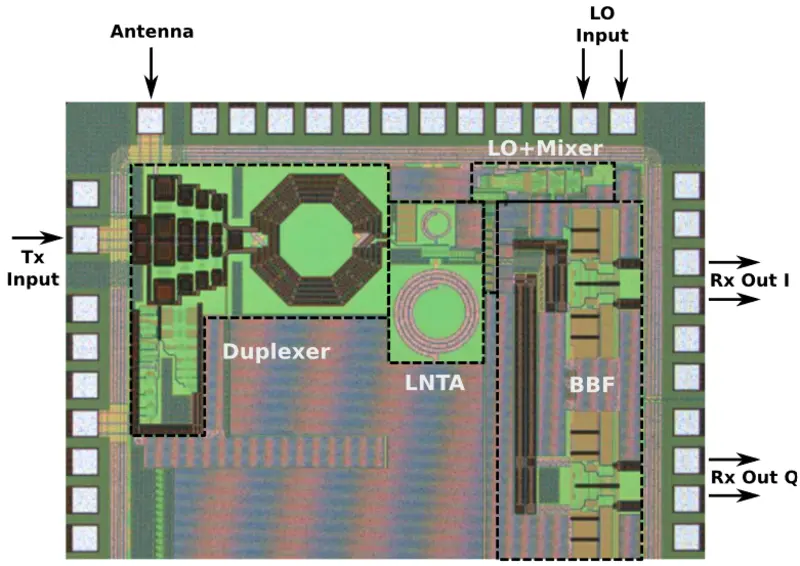 Antenna
LO
Input
LO+Mixer
Tx
Input
Rx Out I
Duplexer
LNTA
BBF
Rx Out Q